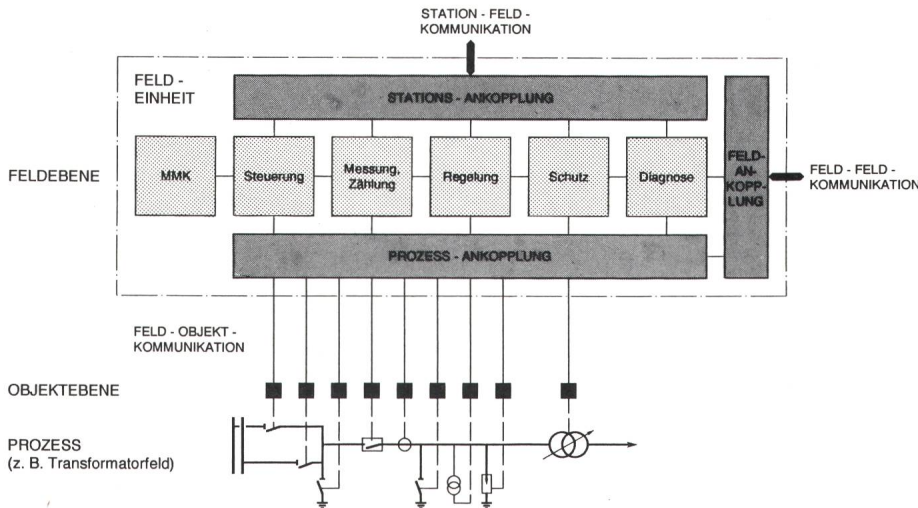 STATION - FELD -
KOMMUNIKATION
FELD -
EINHEIT
STATIONS - ANKOPPLUNG
FELDEBENE
MMK
Steuerung
Messung,
Zählung
Regelung
Schutz
Diagnose
FELD-
AN-
KOPP-
LUNG
FELD - FELD -
KOMMUNIKATION
PROZESS - ANKOPPLUNG
FELD - OBJEKT -
KOMMUNIKATION
OBJEKTEBENE
PROZESS
(z. B. Transformatorfeld)